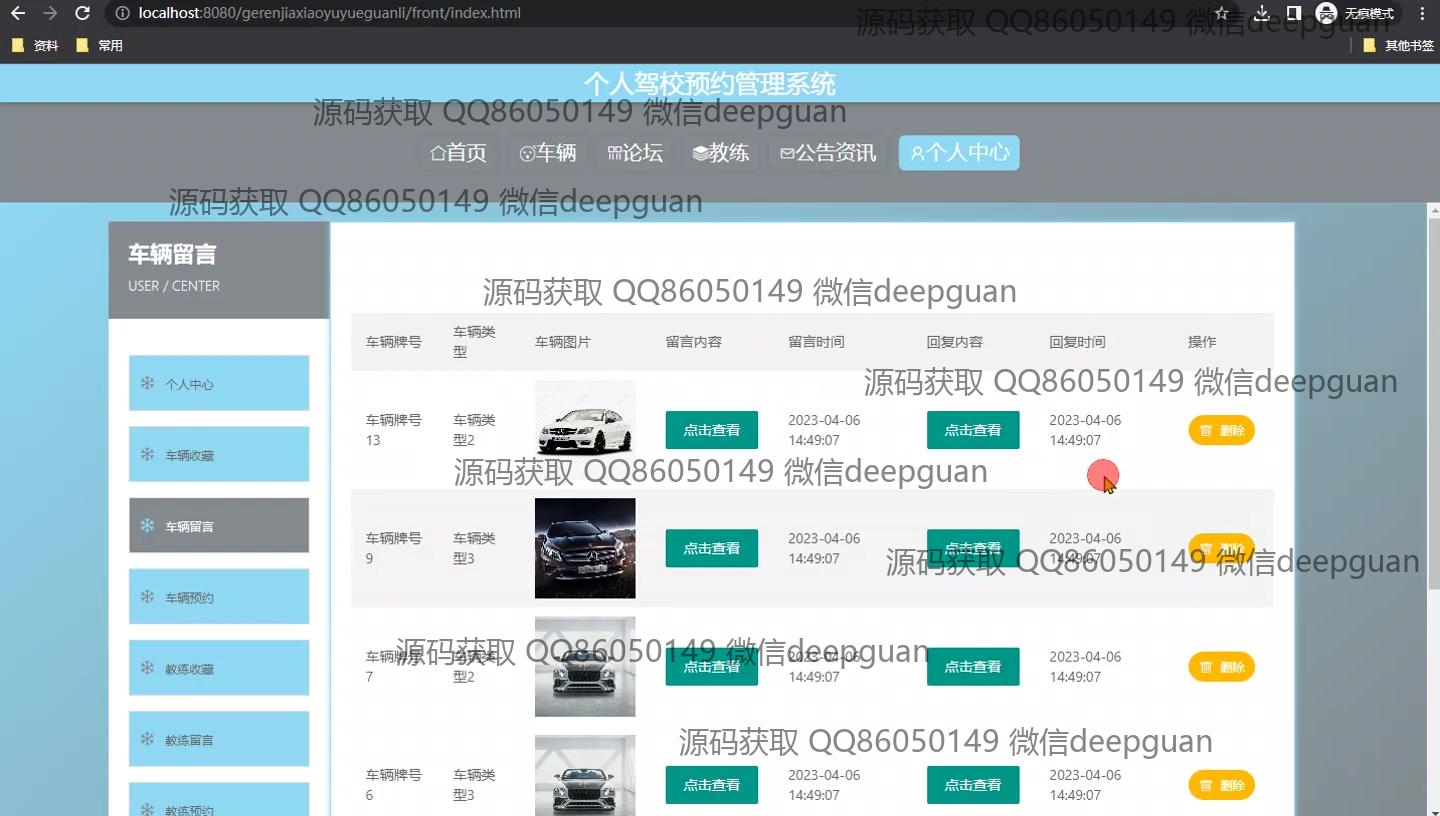 localhost:8080/gerenjiaxiaoyuyueguanli/front/index.html
无痕模式
资料
常用
其他书签
源码获取 QQ86050149 微信deepguan
个人驾校预约管理系统
源码获取 QQ86050149 微信deepguan
首页
车辆
论坛
教练
公告资讯
个人中心
源码获取 QQ86050149 微信deepguan
车辆留言
USER / CENTER
个人中心
车辆收藏
车辆留言
车辆预约
教练收藏
教练留言
教练预约
源码获取 QQ86050149 微信deepguan
车辆牌号
车辆类
型
车辆图片
留言内容
留言时间
回复内容
回复时间
操作
源码获取 QQ86050149 微信deepguan
车辆牌号
13
车辆类
型2
点击查看
2023-04-06
14:49:07
点击查看
2023-04-06
14:49:07
删除
源码获取 QQ86050149 微信deepguan
车辆牌号
9
车辆类
型3
点击查看
2023-04-06
14:49:07
点击查看
2023-04-06
14:49:07
删除
源码获取 QQ86050149 微信deepguan
车辆牌号
7
车辆类
型2
点击查看
2023-04-06
14:49:07
点击查看
2023-04-06
14:49:07
删除
源码获取 QQ86050149 微信deepguan
源码获取 QQ86050149 微信deepguan
车辆牌号
6
车辆类
型3
点击查看
2023-04-06
14:49:07
点击查看
2023-04-06
14:49:07
删除